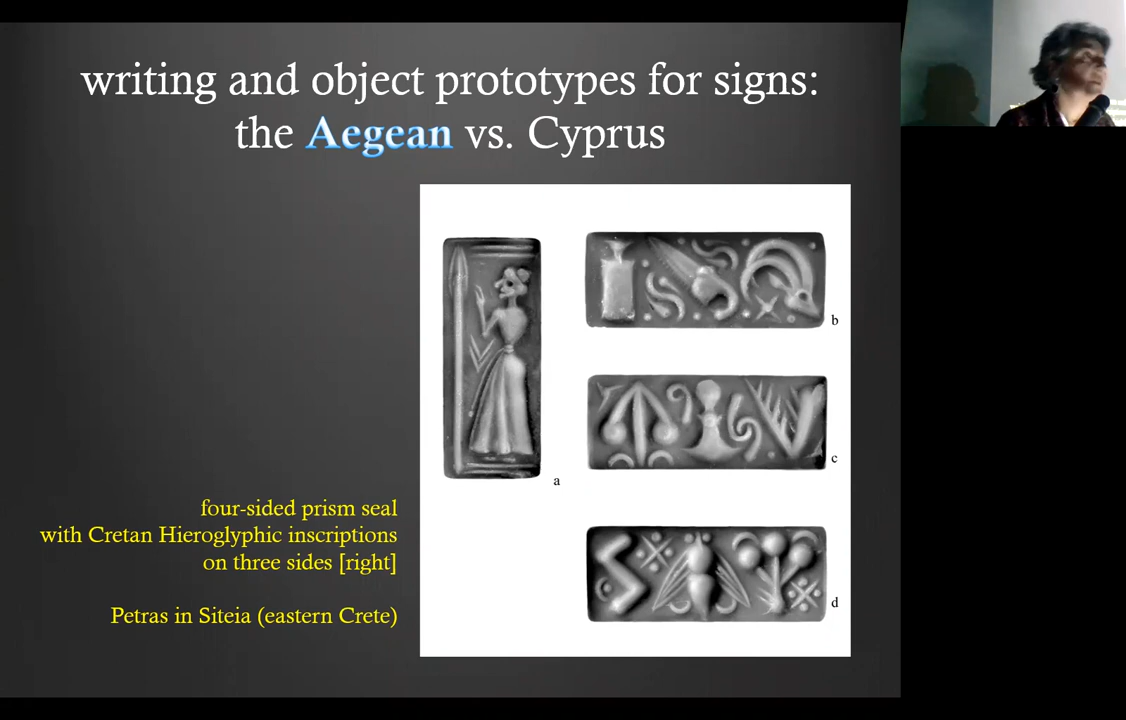 writing and object prototypes for signs:
the Aegean vs. Cyprus
four-sided prism seal
with Cretan Hieroglyphic inscriptions
on three sides [right]
Petras in Siteia (eastern Crete)
a
b
c
d